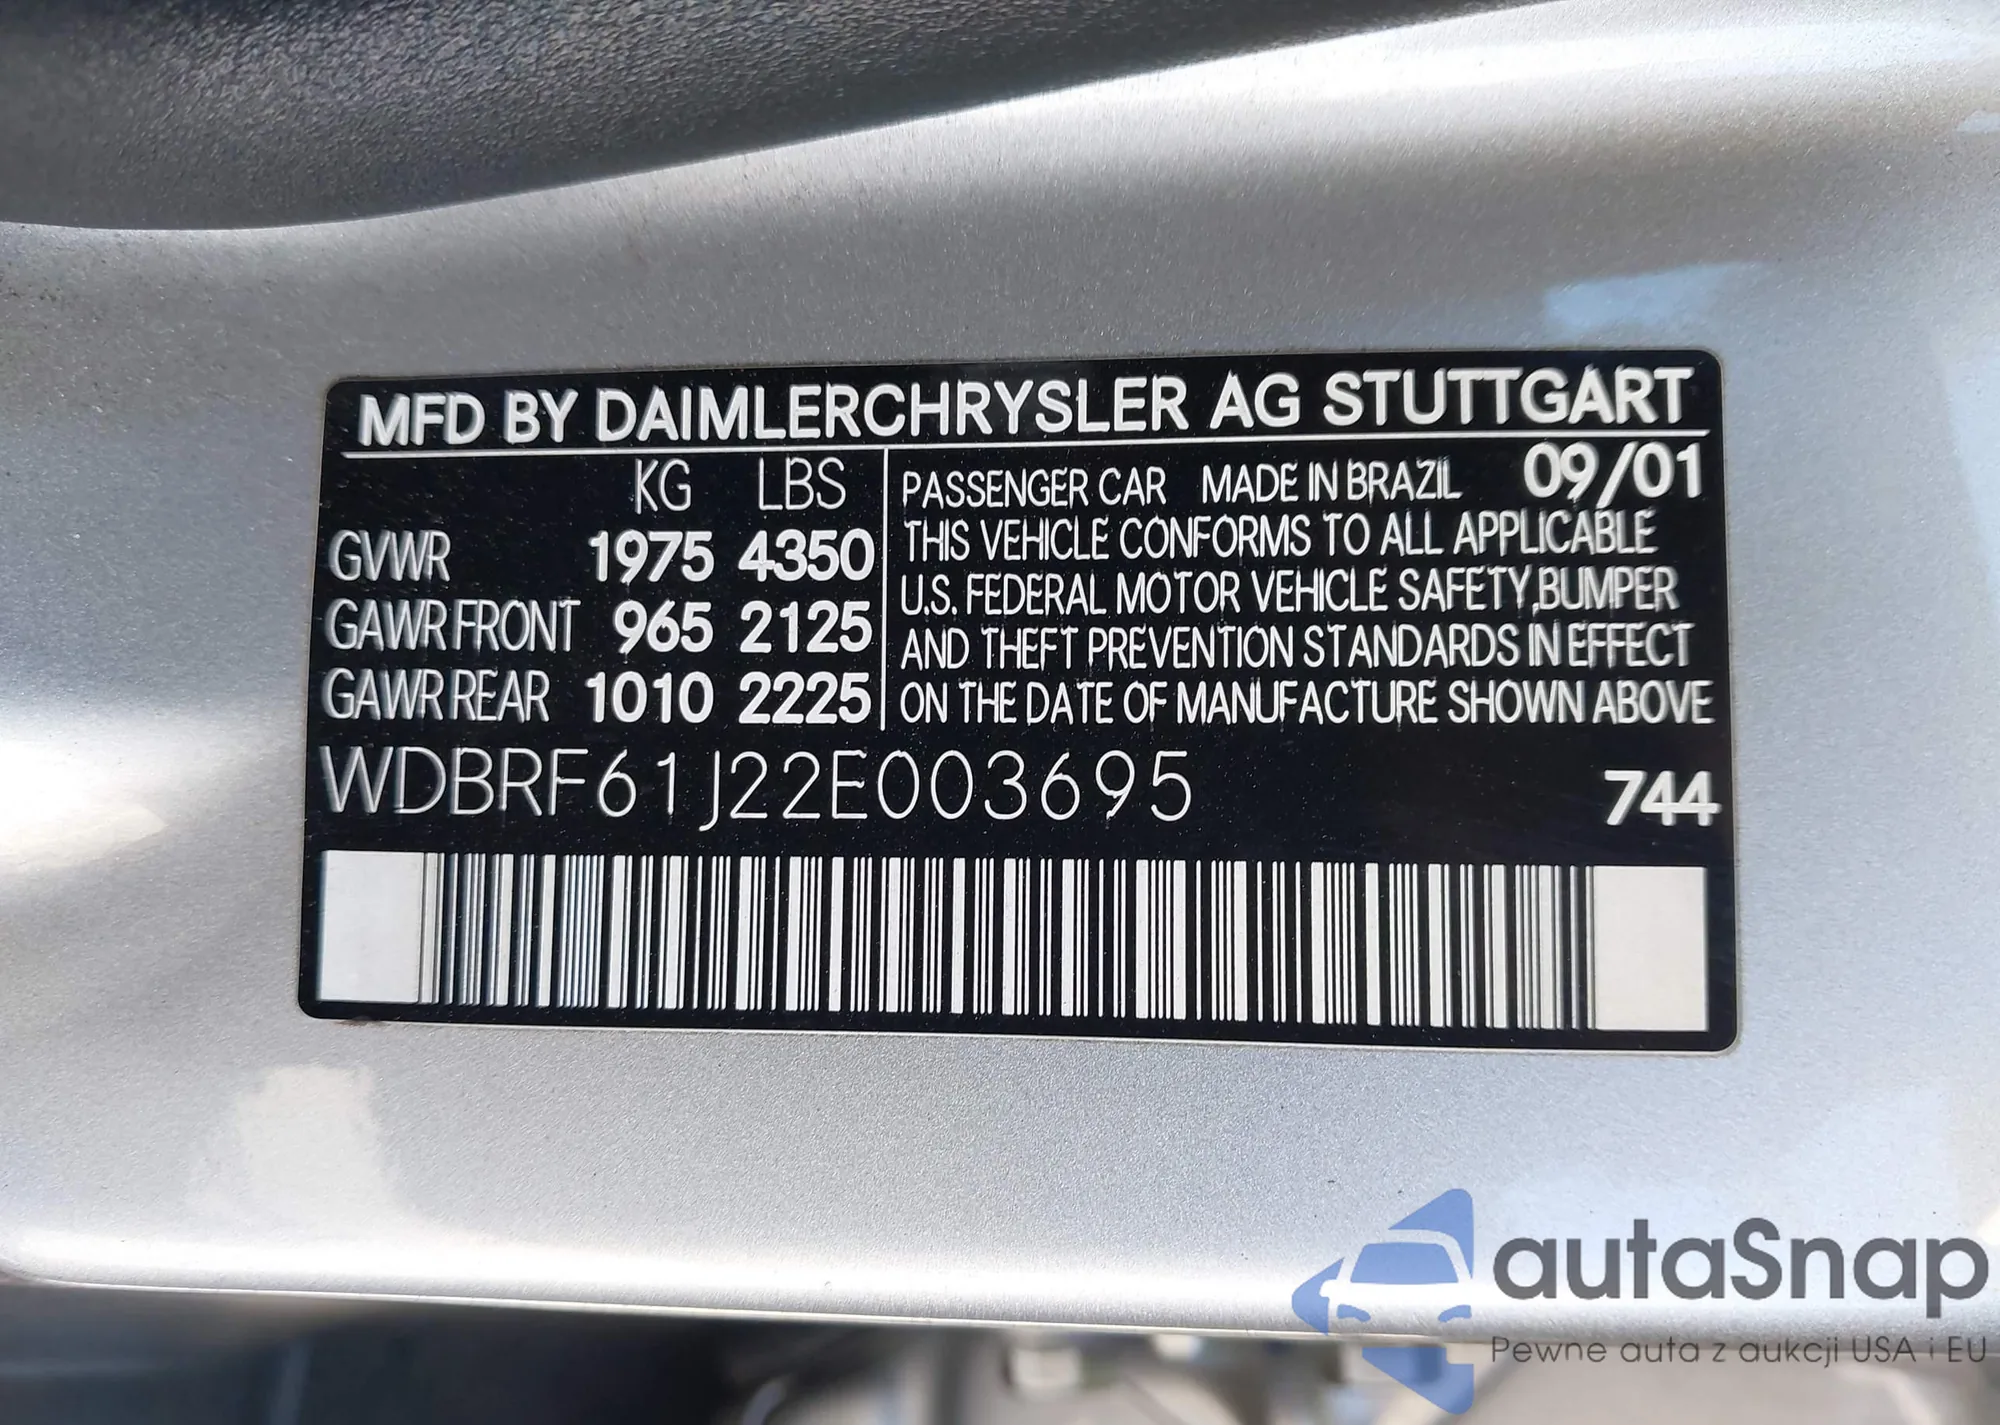 MFD BY DAIMLERCHRYSLER AG STUTTGART
KG LBS
GVWR 1975 4350
GAWR FRONT 965 2125
GAWR REAR 1010 2225
PASSENGER CAR MADE IN BRAZIL 09/01
THIS VEHICLE CONFORMS TO ALL APPLICABLE
U.S. FEDERAL MOTOR VEHICLE SAFETY,BUMPER
AND THEFT PREVENTION STANDARDS IN EFFECT
ON THE DATE OF MANUFACTURE SHOWN ABOVE
WDBRF61J22E003695 744
autaSnap
Pewne auta z aukcji USA i EU